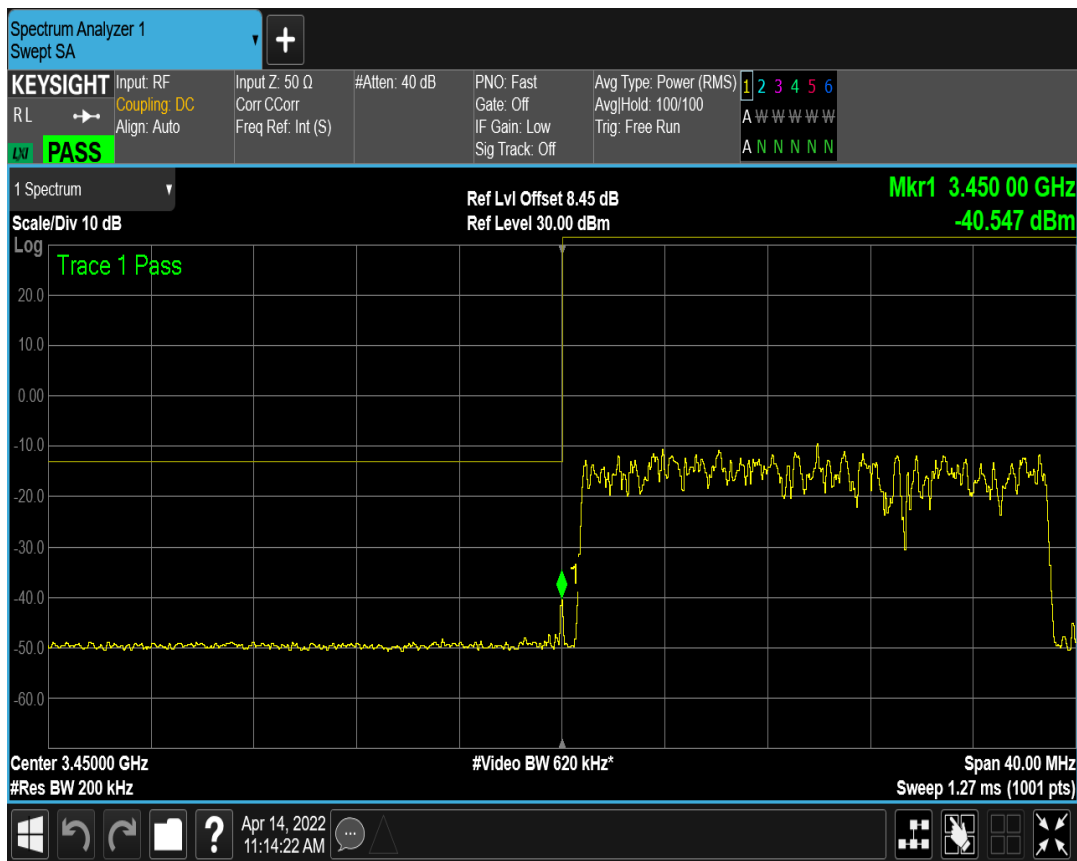 Spectrum Analyzer 1
Swept SA
+
KEYSIGHT
R L
LXI PASS
Input: RF
Coupling: DC
Align: Auto
Input Z: 50 Ω
Corr CCorr
Freq Ref: Int (S)
#Atten: 40 dB
PNO: Fast
Gate: Off
IF Gain: Low
Sig Track: Off
Avg Type: Power (RMS)
Avg|Hold: 100/100
Trig: Free Run
1 2 3 4 5 6
A W W W W W
A N N N N N
1 Spectrum
Scale/Div 10 dB
Ref Lvl Offset 8.45 dB
Ref Level 30.00 dBm
Mkr1 3.450 00 GHz
-40.547 dBm
Log
Trace 1 Pass
20.0
10.0
0.00
-10.0
-20.0
-30.0
1
-40.0
-50.0
-60.0
Center 3.45000 GHz
#Res BW 200 kHz
#Video BW 620 kHz*
Span 40.00 MHz
Sweep 1.27 ms (1001 pts)
?
Apr 14, 2022
11:14:22 AM